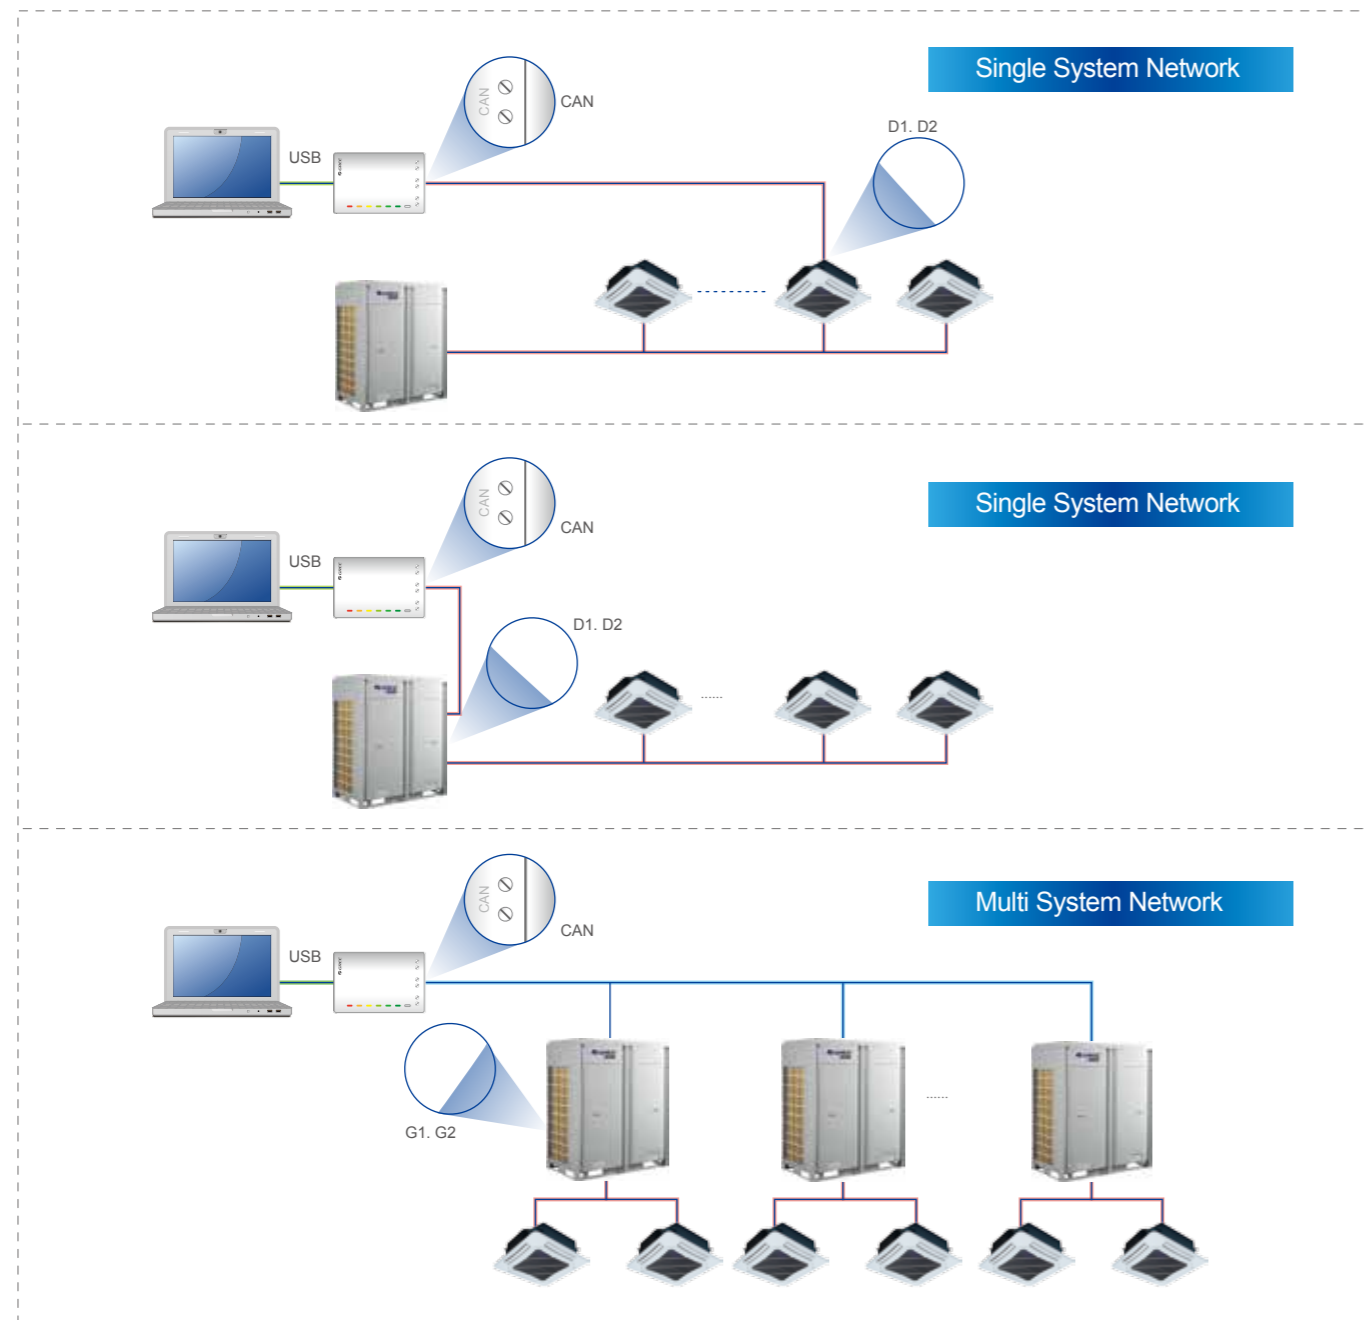 Single System Network
CAN
CAN
D1. D2
USB
Single System Network
CAN
CAN
USB
D1. D2
Multi System Network
CAN
CAN
USB
G1. G2